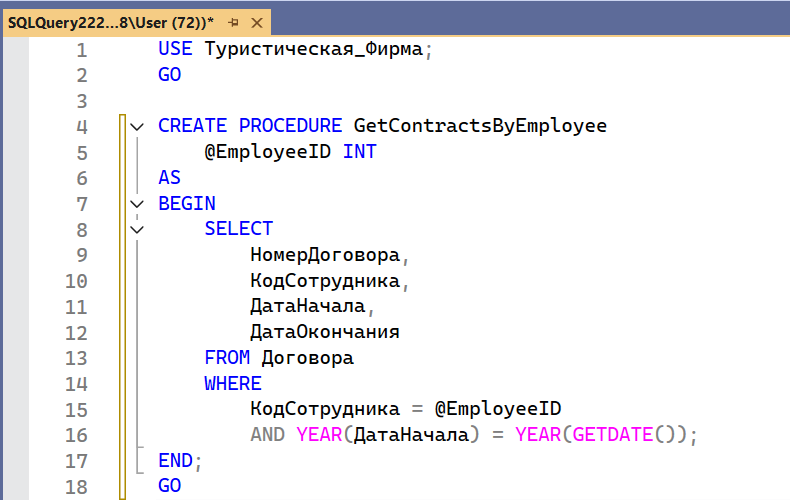 SQLQuery222...8\User (72))*
1 USE Туристическая_Фирма;
2 GO
3
4 CREATE PROCEDURE GetContractsByEmployee
5 @EmployeeID INT
6 AS
7 BEGIN
8 SELECT
9 НомерДоговора,
10 КодСотрудника,
11 ДатаНачала,
12 ДатаОкончания
13 FROM Договора
14 WHERE
15 КодСотрудника = @EmployeeID
16 AND YEAR(ДатаНачала) = YEAR(GETDATE());
17 END;
18 GO